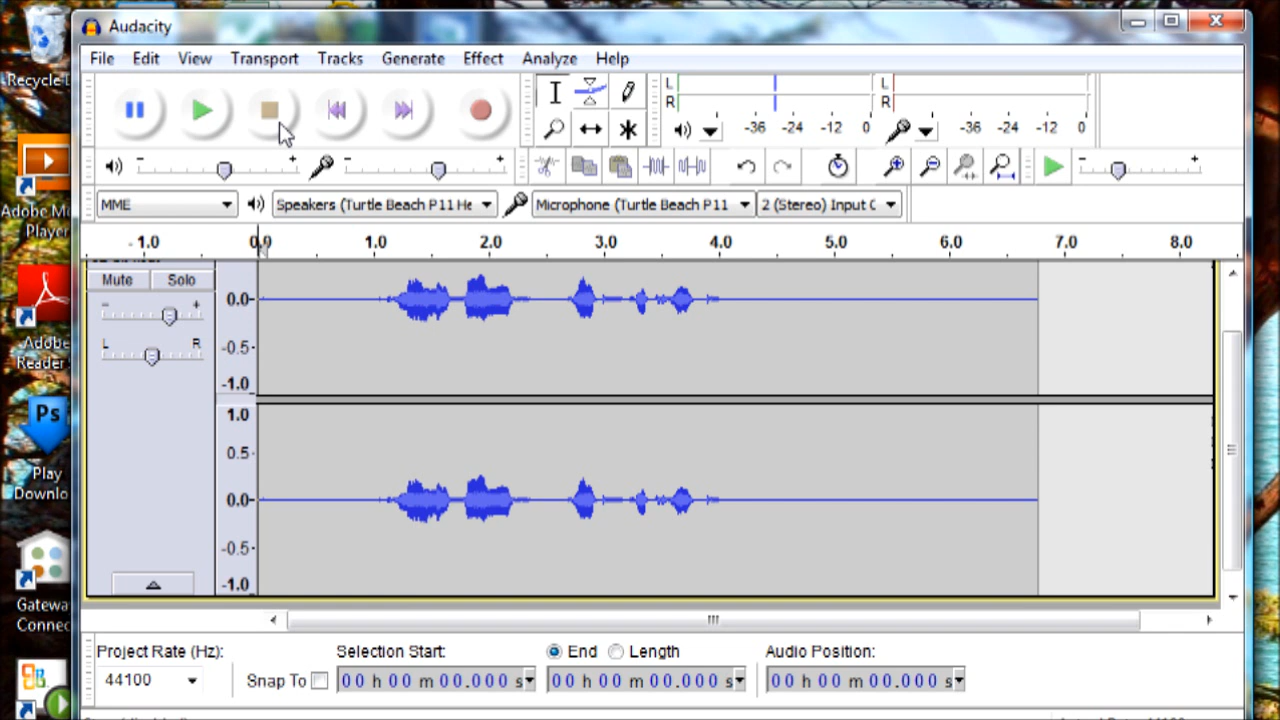 Audacity
Recycle
File Edit View Transport Tracks Generate Effect Analyze Help
L
R
-36 -24 -12 0
L
R
-36 -24 -12 0
MME
Speakers (Turtle Beach P11 He
Microphone (Turtle Beach P11
2 (Stereo) Input C
Adobe
Player
- 1.0 0.0 1.0 2.0 3.0 4.0 5.0 6.0 7.0 8.0
Mute Solo
- +
L R
0.0-
-0.5-
-1.0
1.0
0.5-
0.0-
-0.5-
-1.0
Adobe
Reader
Ps
Play
Gateway
Project Rate (Hz):
44100
Snap To
Selection Start:
00 h 00 m 00.000 s
End Length
00 h 00 m 00.000 s
Audio Position:
00 h 00 m 00.000 s